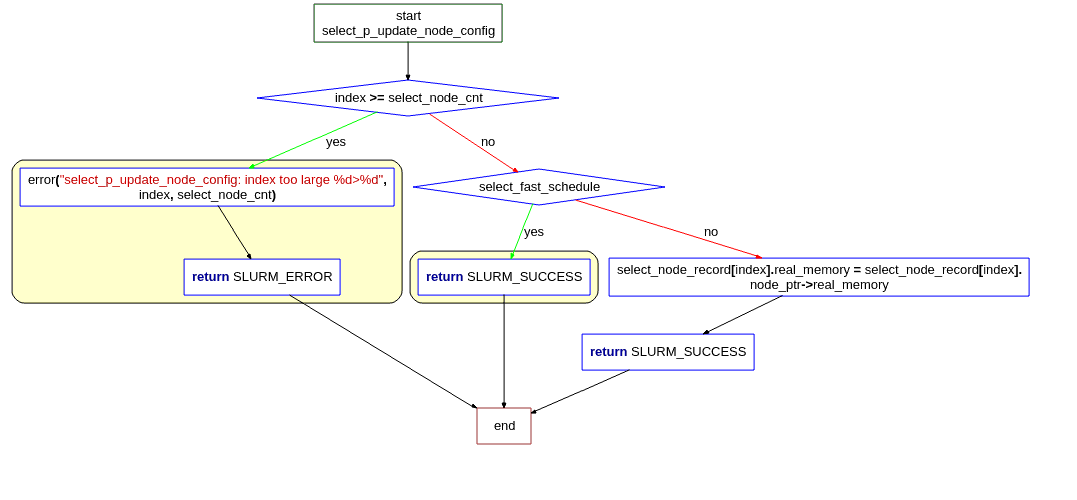 start
select_p_update_node_config
index >= select_node_cnt
yes
no
error("select_p_update_node_config: index too large %d>%d",
index, select_node_cnt)
select_fast_schedule
yes
no
return SLURM_ERROR
return SLURM_SUCCESS
select_node_record[index].real_memory = select_node_record[index].
node_ptr->real_memory
return SLURM_SUCCESS
end